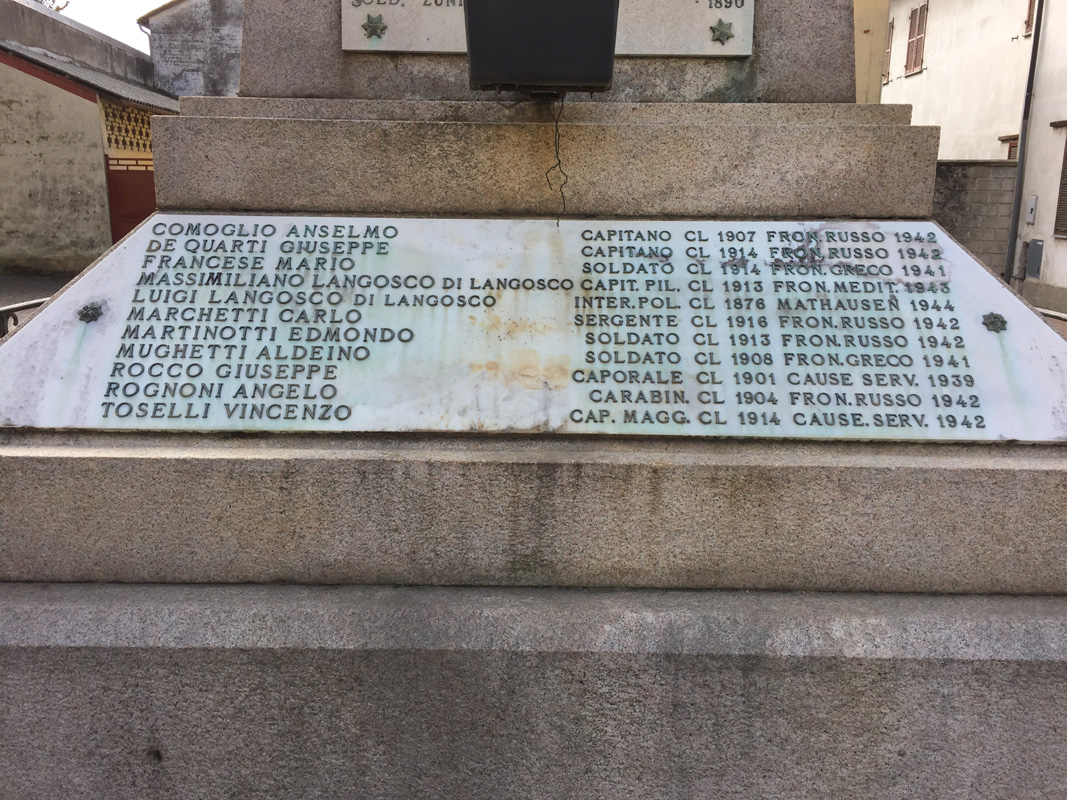 SOLD. ZUNI 1890
COMOGLIO ANSELMO CAPITANO CL 1907 FRON.RUSSO 1942
DE QUARTI GIUSEPPE CAPITANO CL 1914 FRON.RUSSO 1942
FRANCESE MARIO SOLDATO CL 1914 FRON.GRECO 1941
MASSIMILIANO LANGOSCO DI LANGOSCO CAPIT. PIL. CL 1913 FRON.MEDIT. 1943
LUIGI LANGOSCO DI LANGOSCO INTER.POL. CL 1876 MATHAUSEN 1944
MARCHETTI CARLO SERGENTE CL 1916 FRON.RUSSO 1942
MARTINOTTI EDMONDO SOLDATO CL 1913 FRON.RUSSO 1942
MUGHETTI ALDEINO SOLDATO CL 1908 FRON.GRECO 1941
ROCCO GIUSEPPE CAPORALE CL 1901 CAUSE SERV. 1939
ROGNONI ANGELO CARABIN. CL 1904 FRON.RUSSO 1942
TOSELLI VINCENZO CAP. MAGG. CL 1914 CAUSE.SERV. 1942